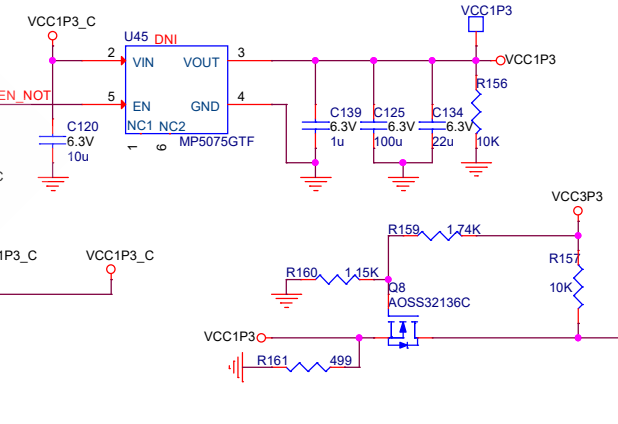 VCC1P3_C
U45 DNI
VCC1P3
2
VIN
VOUT
3
VCC1P3
EN_NOT
5
EN
GND
4
R156
10K
C120
6.3V
10u
NC1
NC2
1
6
MP5075GTF
C139
6.3V
1u
C125
6.3V
100u
C134
6.3V
22u
C
1P3_C
VCC1P3_C
VCC3P3
R159
1.74K
R157
10K
R160
1.15K
Q8
AOSS32136C
VCC1P3
R161
499